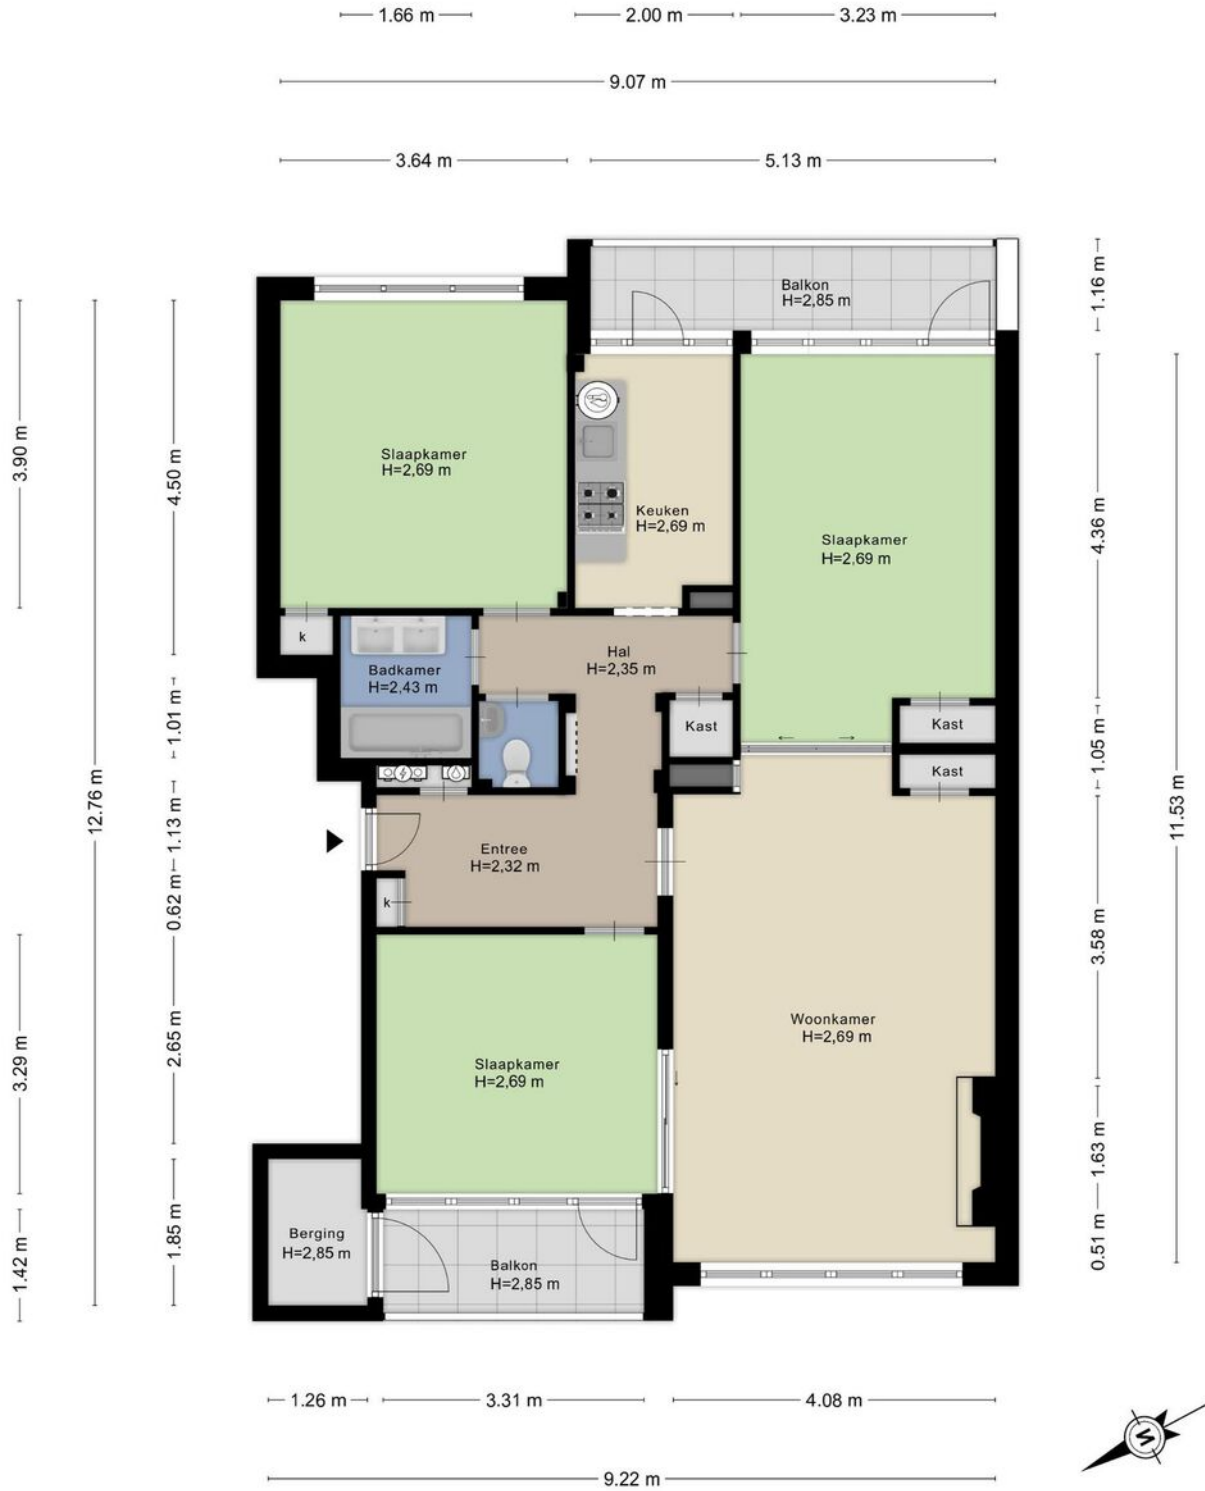 1.66 m
2.00 m
3.23 m
9.07 m
3.64 m
5.13 m
1.16 m
Balkon
H=2,85 m
3.90 m
4.50 m
Slaapkamer
H=2,69 m
Keuken
H=2,69 m
Slaapkamer
H=2,69 m
4.36 m
k
Badkamer
H=2,43 m
Hal
H=2,35 m
Kast
Kast
Kast
1.01 m
1.05 m
12.76 m
1.13 m
11.53 m
Entree
H=2,32 m
k
0.62 m
3.58 m
3.29 m
2.65 m
Slaapkamer
H=2,69 m
Woonkamer
H=2,69 m
1.63 m
1.85 m
1.42 m
Berging
H=2,85 m
Balkon
H=2,85 m
0.51 m
1.26 m
3.31 m
4.08 m
9.22 m
N